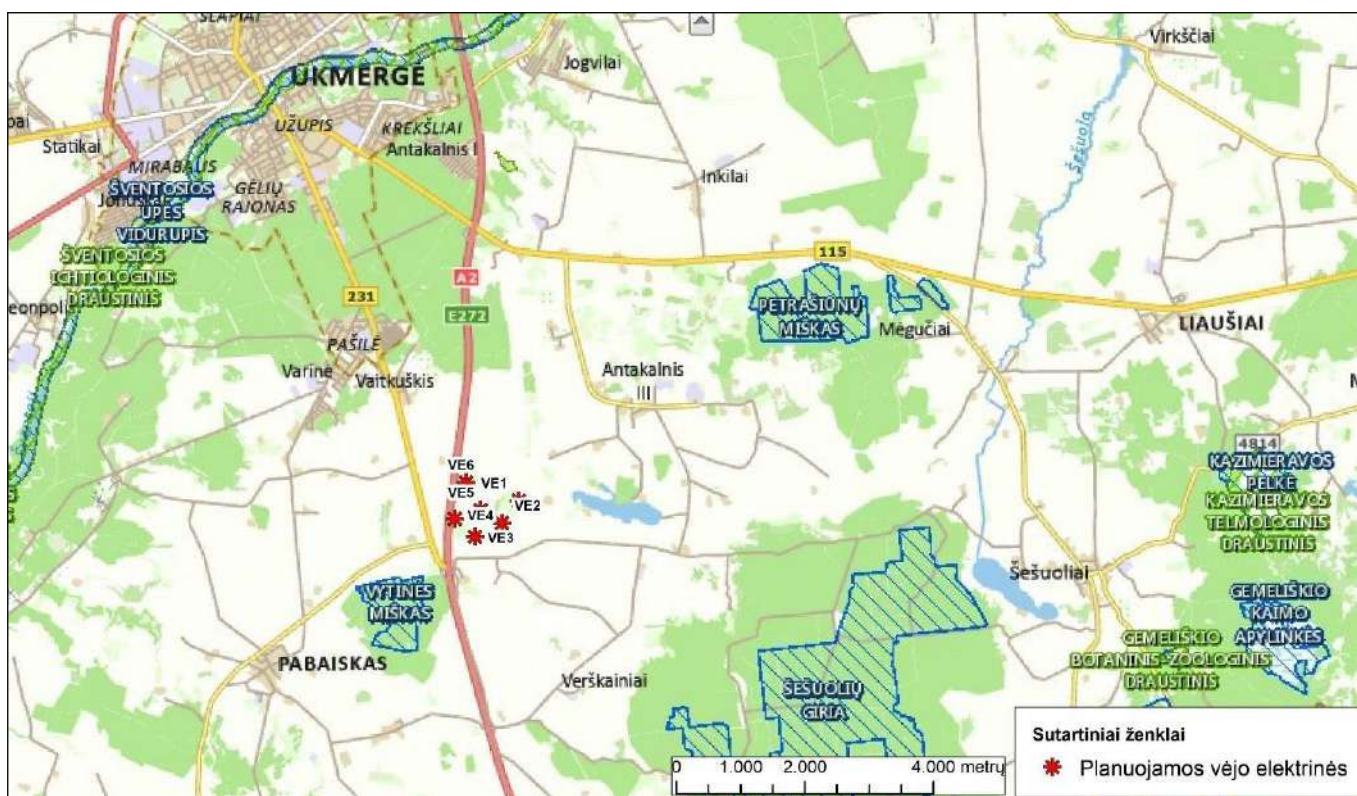 ŠLAPIAI
UKMERGĖ
Jogvilai
Virkščiai
Statikai
UŽUPIS
KREKŠLIAI
Antakalnis I
MIRABALIS
GĖLIŲ
RAJONAS
Inkilai
Šešuola
ŠVENTOSIOS
UPĖS
VIDURUPIS
ŠVENTOSIOS
ICHTIOLOGINIS
DRAUSTINIS
115
A2
231
E272
PETRAŠIŪNŲ
MIŠKAS
Mėgučiai
LIAUŠIAI
PAŠILĖ
Varinė
Vaitkuškis
Antakalnis
III
4814
KAZIMIERAVOS
PELKĖ
KAZIMIERAVOS
TELMOLOGINIS
DRAUSTINIS
VE6
VE1
VE5
VE2
VE4
VE3
Šešuoliai
VYTINĖS
MIŠKAS
GEMELIŠKIO
KAIMO
APYLINKĖS
GEMELIŠKIO
BOTANINIS-ZOOLOGINIS
DRAUSTINIS
PABAISKAS
Verškainiai
ŠEŠUOLIŲ
GIRIA
Sutartiniai ženklai
Planuojamos vėjo elektrinės
0 1.000 2.000 4.000 metrų